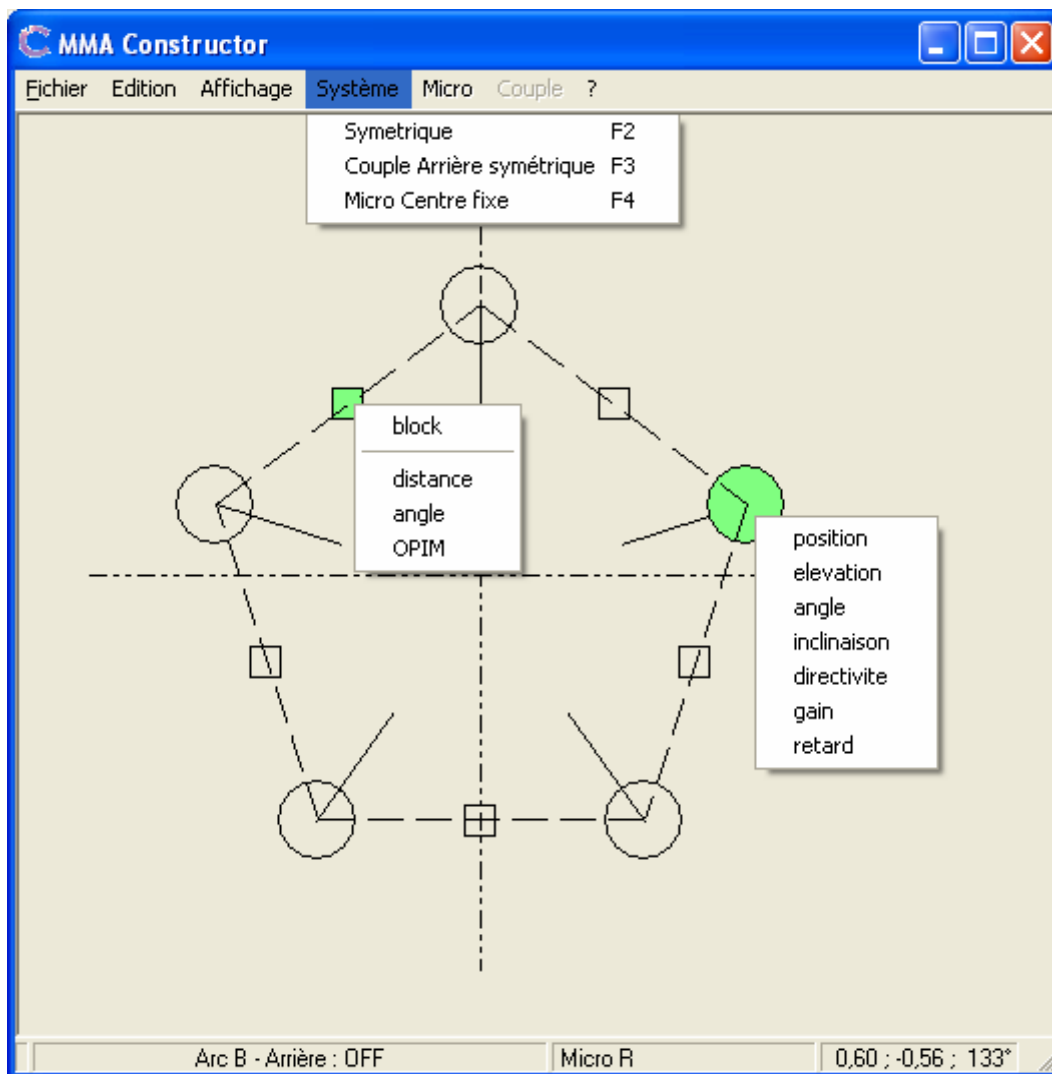 MMA Constructor
Fichier Edition Affichage Système Micro Couple ?
Symetrique F2
Couple Arrière symétrique F3
Micro Centre fixe F4
block
distance
angle
OPIM
position
elevation
angle
inclinaison
directivite
gain
retard
Arc B - Arrière : OFF Micro R 0,60 ; -0,56 ; 133°